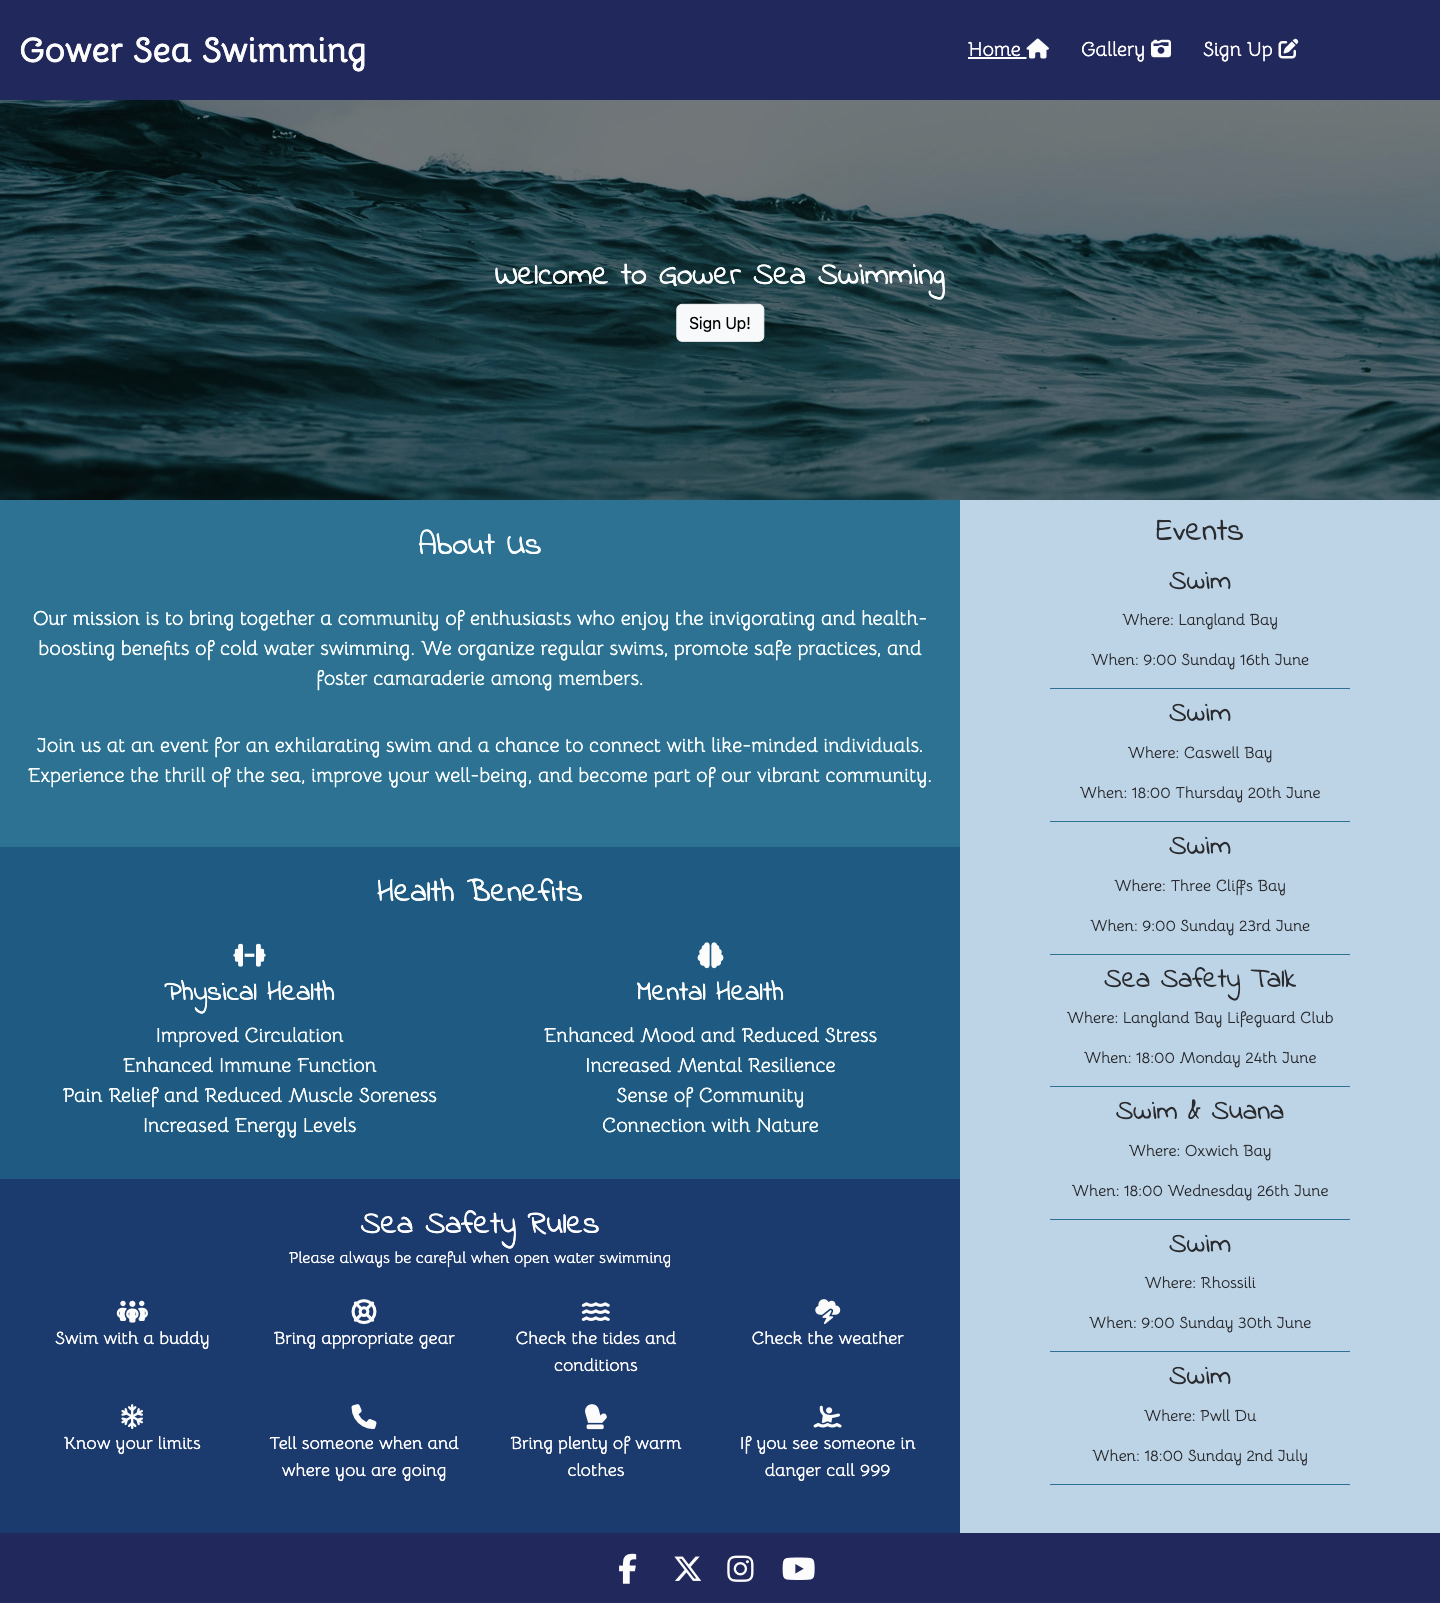 Gower Sea Swimming
Home
Gallery
Sign Up
Welcome to Gower Sea Swimming
Sign Up!
About Us
Our mission is to bring together a community of enthusiasts who enjoy the invigorating and health-
boosting benefits of cold water swimming. We organize regular swims, promote safe practices, and
foster camaraderie among members.
Join us at an event for an exhilarating swim and a chance to connect with like-minded individuals.
Experience the thrill of the sea, improve your well-being, and become part of our vibrant community.
Health Benefits
Physical Health
Improved Circulation
Enhanced Immune Function
Pain Relief and Reduced Muscle Soreness
Increased Energy Levels
Mental Health
Enhanced Mood and Reduced Stress
Increased Mental Resilience
Sense of Community
Connection with Nature
Sea Safety Rules
Please always be careful when open water swimming
Swim with a buddy
Bring appropriate gear
Check the tides and
conditions
Check the weather
Know your limits
Tell someone when and
where you are going
Bring plenty of warm
clothes
If you see someone in
danger call 999
Events
Swim
Where: Langland Bay
When: 9:00 Sunday 16th June
Swim
Where: Caswell Bay
When: 18:00 Thursday 20th June
Swim
Where: Three Cliffs Bay
When: 9:00 Sunday 23rd June
Sea Safety Talk
Where: Langland Bay Lifeguard Club
When: 18:00 Monday 24th June
Swim & Suana
Where: Oxwich Bay
When: 18:00 Wednesday 26th June
Swim
Where: Rhossili
When: 9:00 Sunday 30th June
Swim
Where: Pwll Du
When: 18:00 Sunday 2nd July